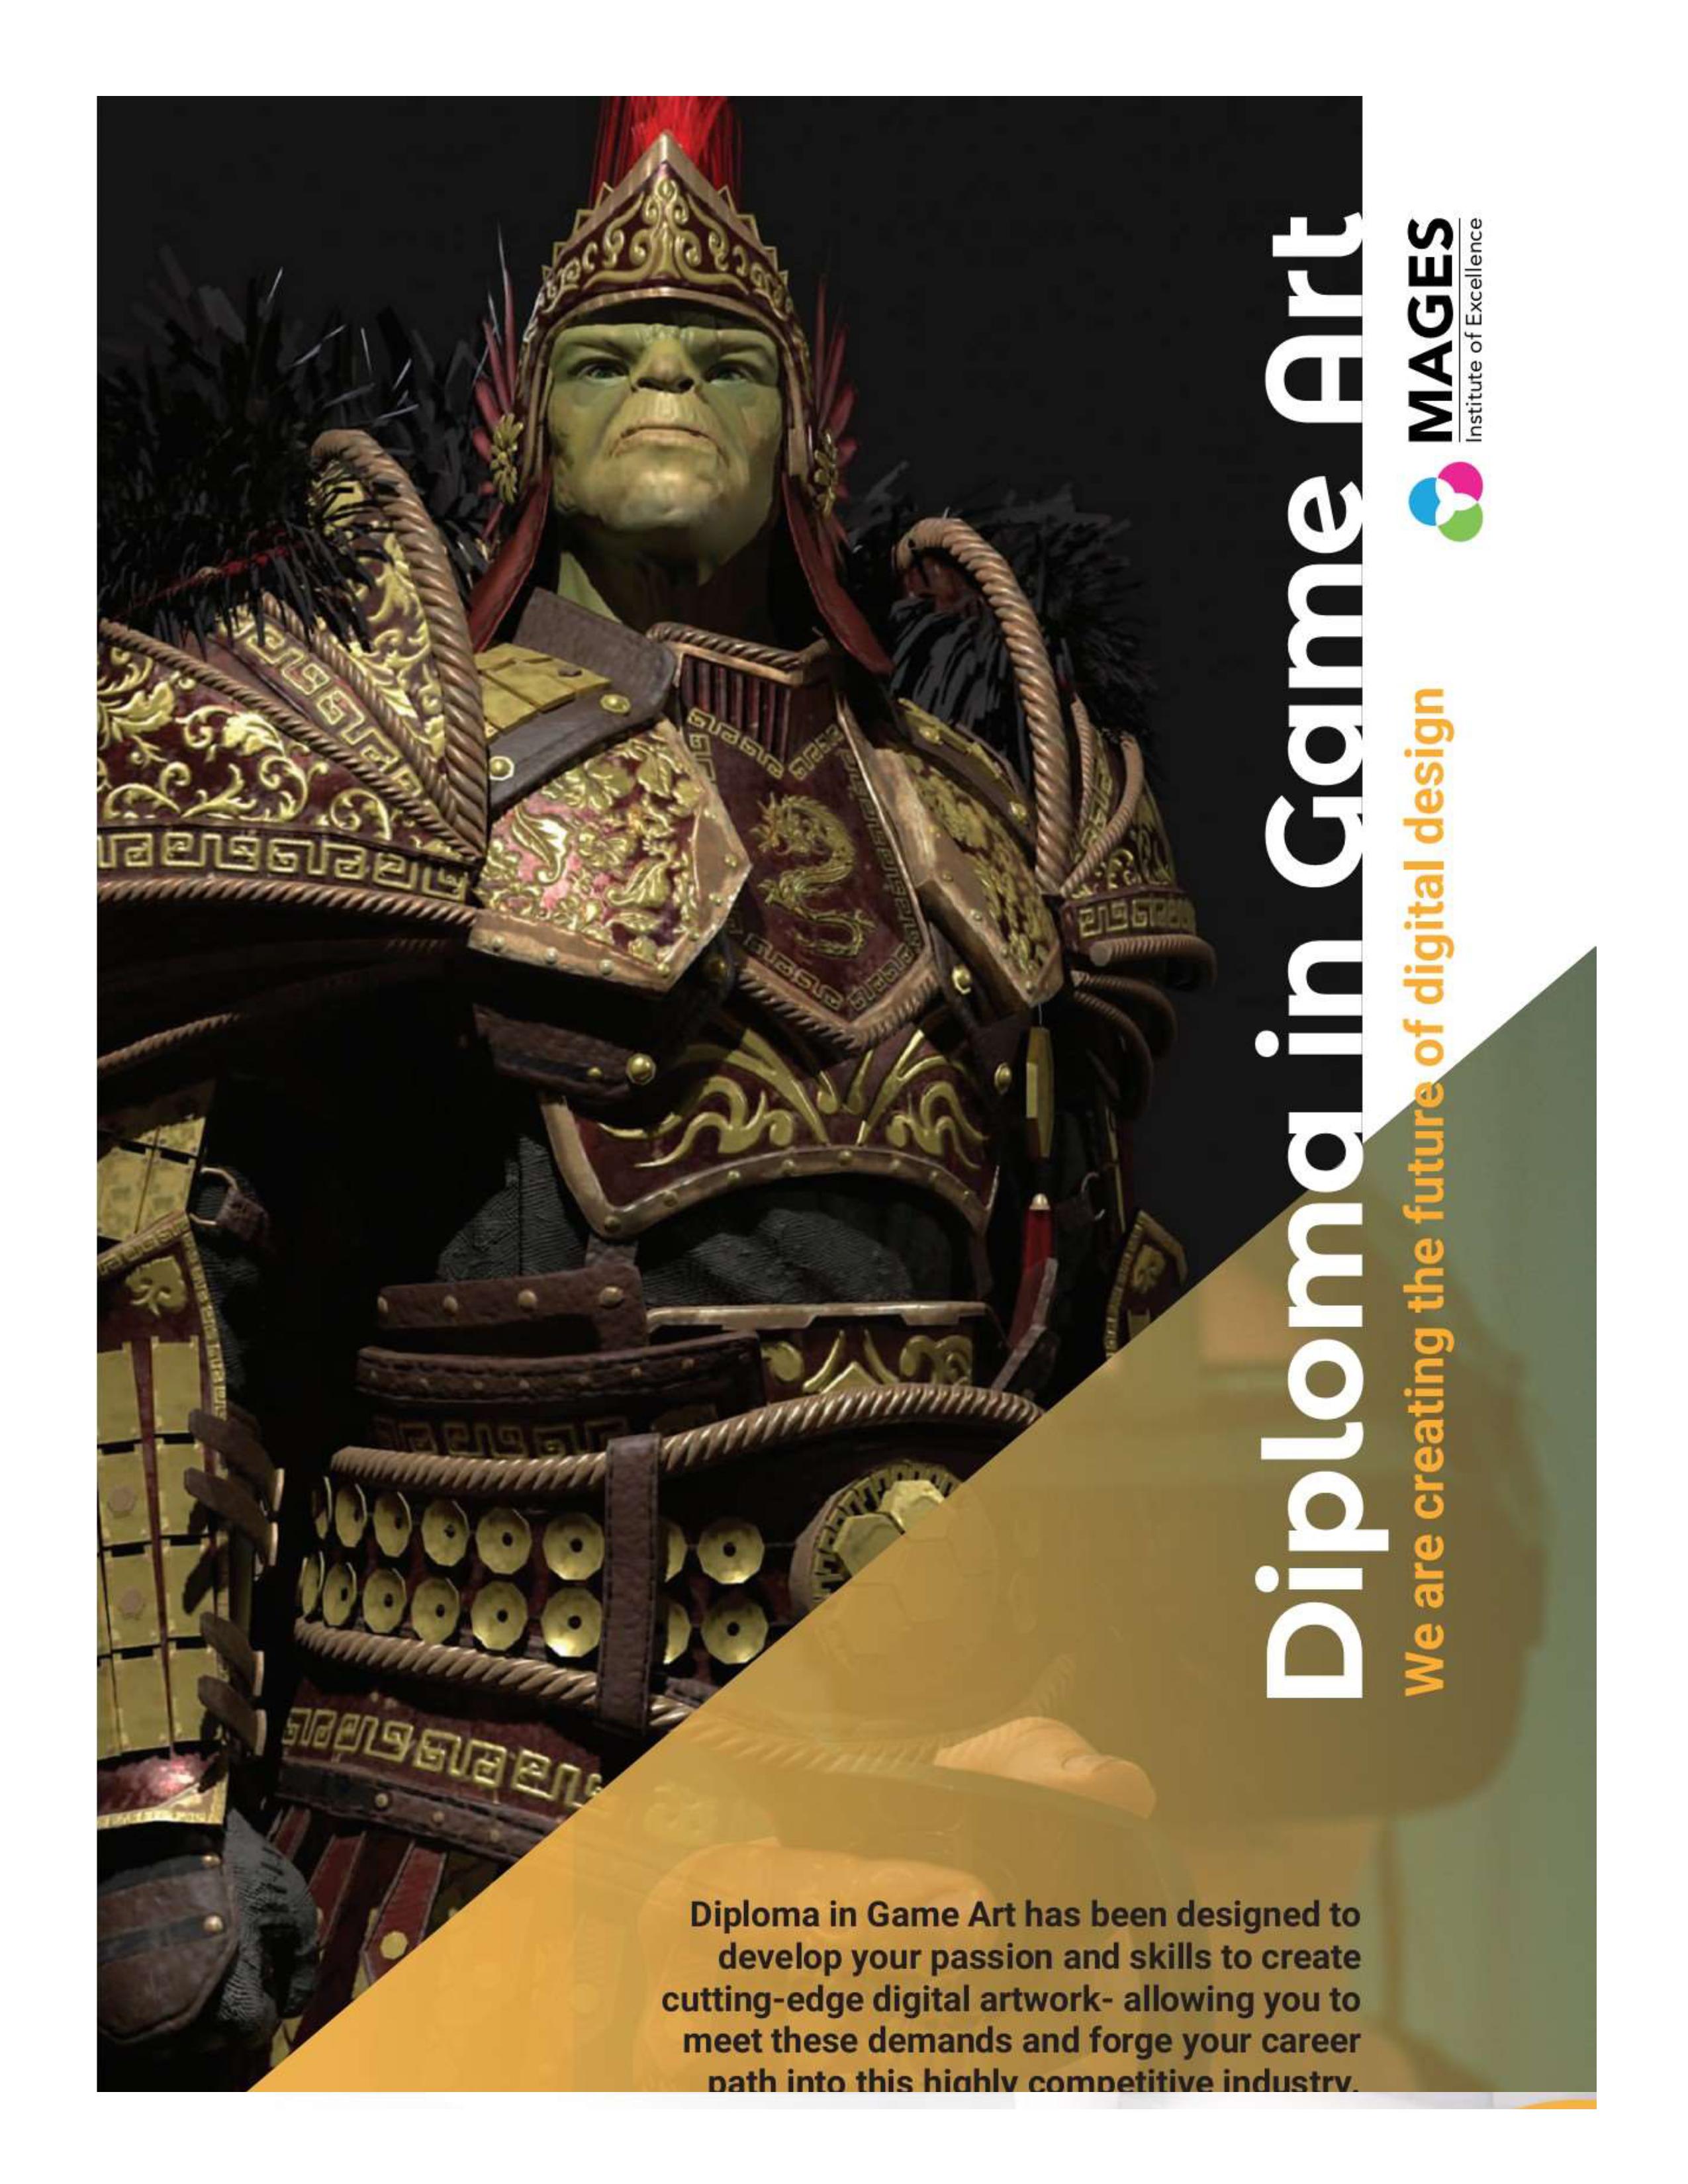 Diploma in Game Art
MAGES
Institute of Excellence
We are creating the future of digital design
Diploma in Game Art has been designed to
develop your passion and skills to create
cutting-edge digital artwork- allowing you to
meet these demands and forge your career
path into this highly competitive industry.